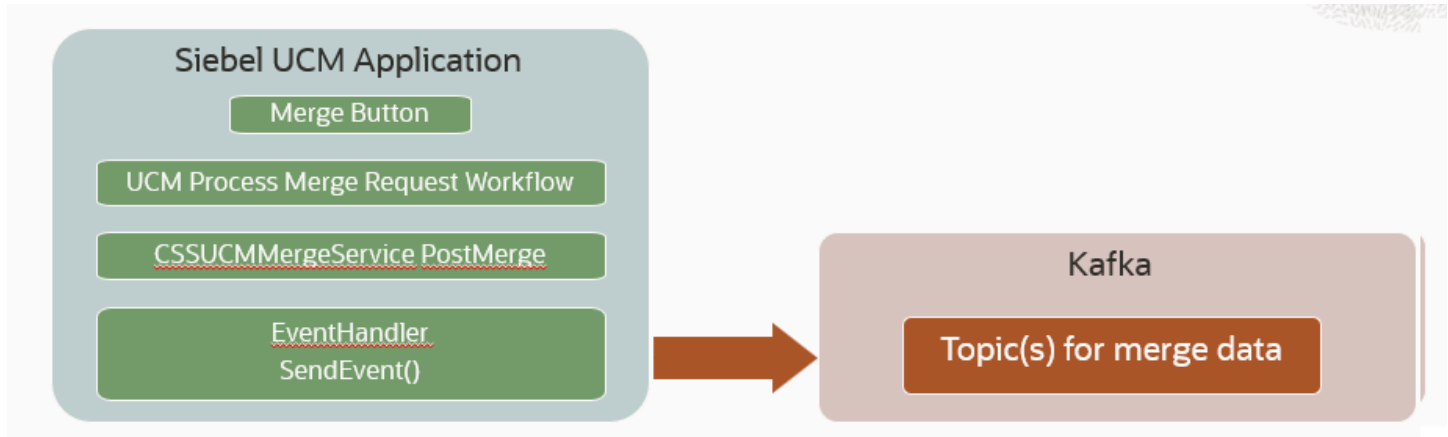 Siebel UCM Application
Merge Button
UCM Process Merge Request Workflow
CSSUCMMergeService PostMerge
EventHandler
SendEvent()
Kafka
Topic(s) for merge data